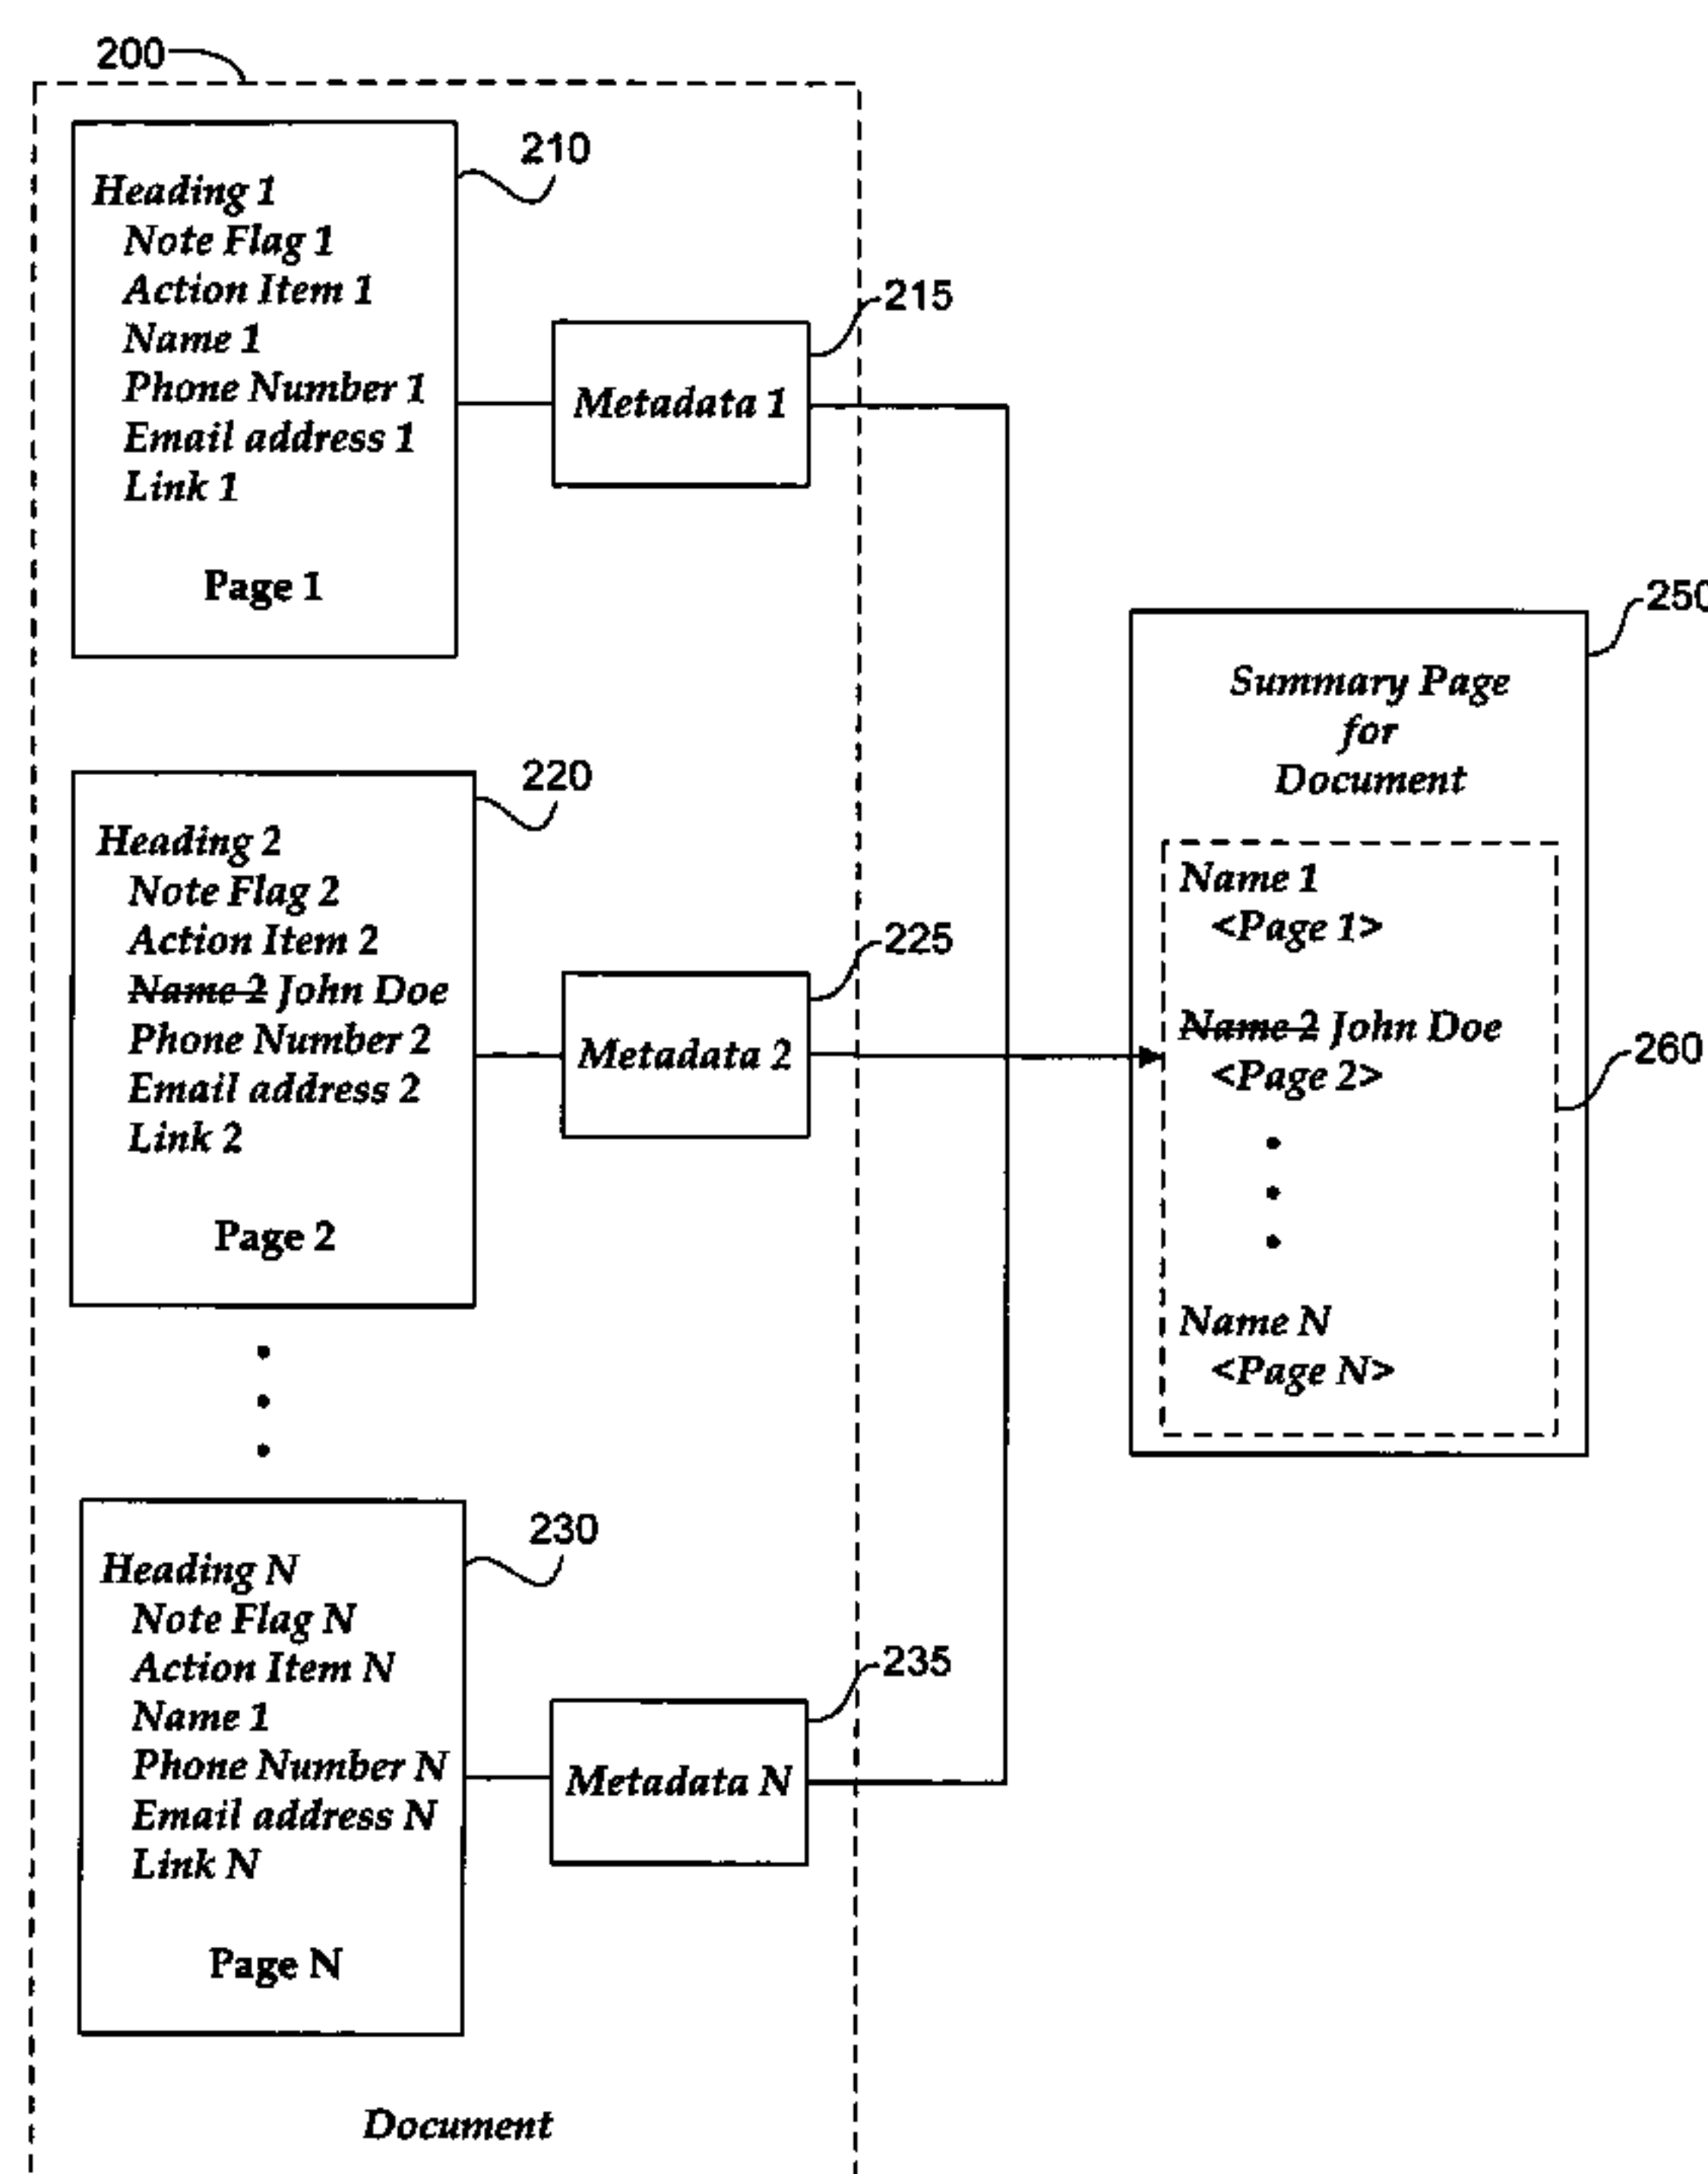 200
210
Heading 1
Note Flag 1
Action Item 1
Name 1
Phone Number 1
Email address 1
Link 1
Page 1
215
Metadata 1
220
Heading 2
Note Flag 2
Action Item 2
Name 2 John Doe
Phone Number 2
Email address 2
Link 2
Page 2
225
Metadata 2
230
Heading N
Note Flag N
Action Item N
Name 1
Phone Number N
Email address N
Link N
Page N
235
Metadata N
Document
250
Summary Page
for
Document
260
Name 1
<Page 1>
Name 2 John Doe
<Page 2>
Name N
<Page N>